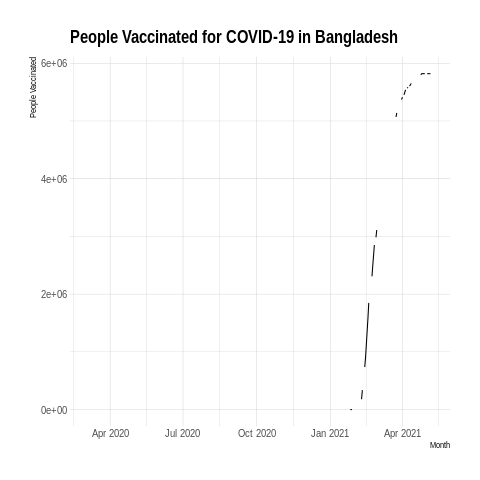 People Vaccinated for COVID-19 in Bangladesh
People Vaccinated
6e+06
4e+06
2e+06
0e+00
Apr 2020 Jul 2020 Oct 2020 Jan 2021 Apr 2021
Month